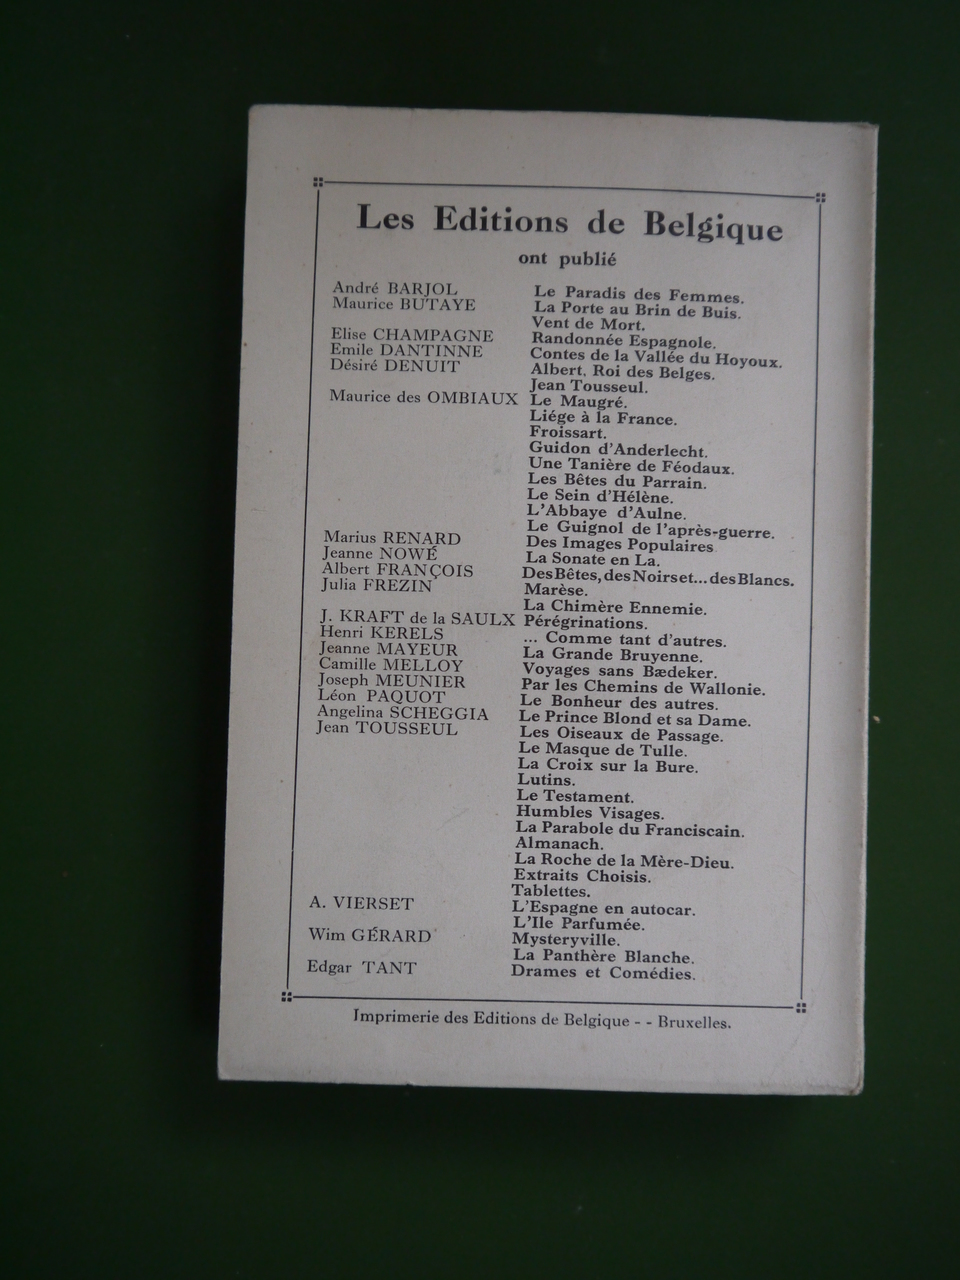 Les Editions de Belgique
ont publié
André BARJOL Le Paradis des Femmes.
Maurice BUTAYE La Porte au Brin de Buis.
Vent de Mort.
Elise CHAMPAGNE Randonnée Espagnole.
Emile DANTINNE Contes de la Vallée du Hoyoux.
Désiré DENUIT Albert, Roi des Belges.
Jean Tousseul.
Maurice des OMBIAUX Le Maugré.
Liége à la France.
Froissart.
Guidon d'Anderlecht.
Une Tanière de Féodaux.
Les Bêtes du Parrain.
Le Sein d'Hélène.
L'Abbaye d'Aulne.
Le Guignol de l'après-guerre.
Marius RENARD Des Images Populaires
Jeanne NOWÉ La Sonate en La.
Albert FRANÇOIS Des Bêtes, des Noirs et... des Blancs.
Julia FREZIN Marèse.
La Chimère Ennemie.
J. KRAFT de la SAULX Pérégrinations.
Henri KERELS ... Comme tant d'autres.
Jeanne MAYEUR La Grande Bruyenne.
Camille MELLOY Voyages sans Bædeker.
Joseph MEUNIER Par les Chemins de Wallonie.
Léon PAQUOT Le Bonheur des autres.
Angelina SCHEGGIA Le Prince Blond et sa Dame.
Jean TOUSSEUL Les Oiseaux de Passage.
Le Masque de Tulle.
La Croix sur la Bure.
Lutins.
Le Testament.
Humbles Visages.
La Parabole du Franciscain.
Almanach.
La Roche de la Mère-Dieu.
Extraits Choisis.
Tablettes.
A. VIERSET L'Espagne en autocar.
L'Ile Parfumée.
Wim GÉRARD Mysteryville.
La Panthère Blanche.
Edgar TANT Drames et Comédies.
Imprimerie des Editions de Belgique - - Bruxelles.